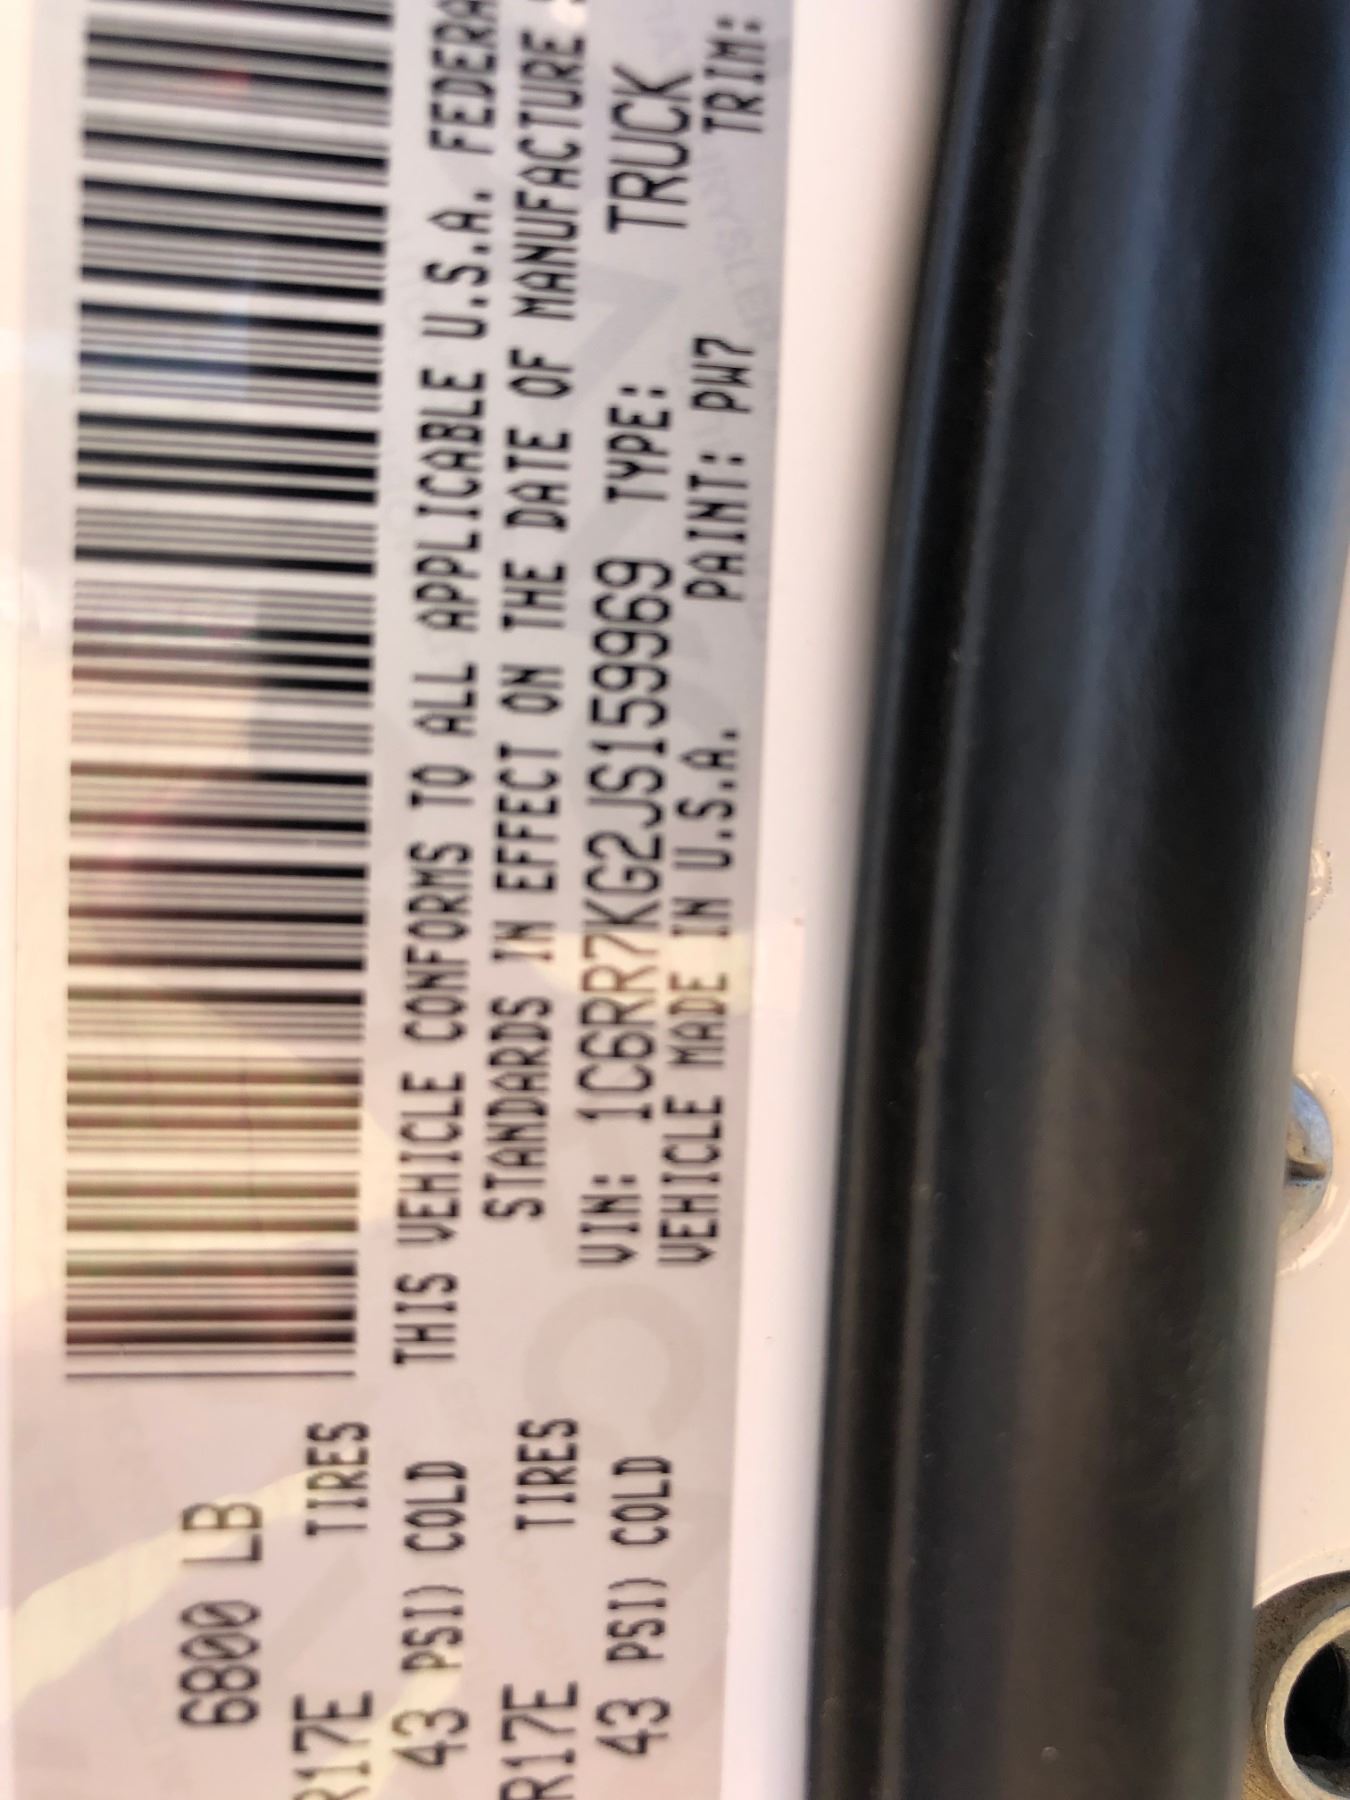 6800 LB
R17E TIRES
43 PSI) COLD
R17E TIRES
43 PSI) COLD
THIS VEHICLE CONFORMS TO ALL APPLICABLE U.S.A. FEDERA
STANDARDS IN EFFECT ON THE DATE OF MANUFACTURE
VIN: 1C6RR7KG2JS159969 TYPE: TRUCK
VEHICLE MADE IN U.S.A. PAINT: PW7 TRIM: